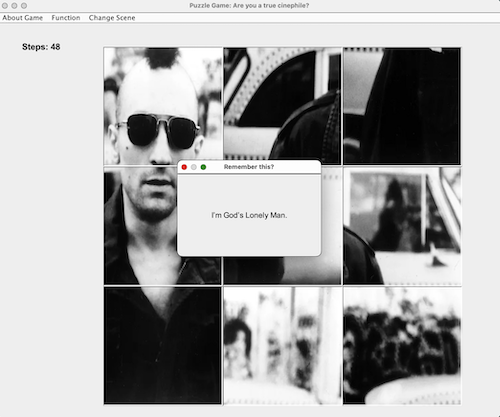 Puzzle Game: Are you a true cinephile?
About Game Function Change Scene
Steps: 48
Remember this?
I'm God's Lonely Man.